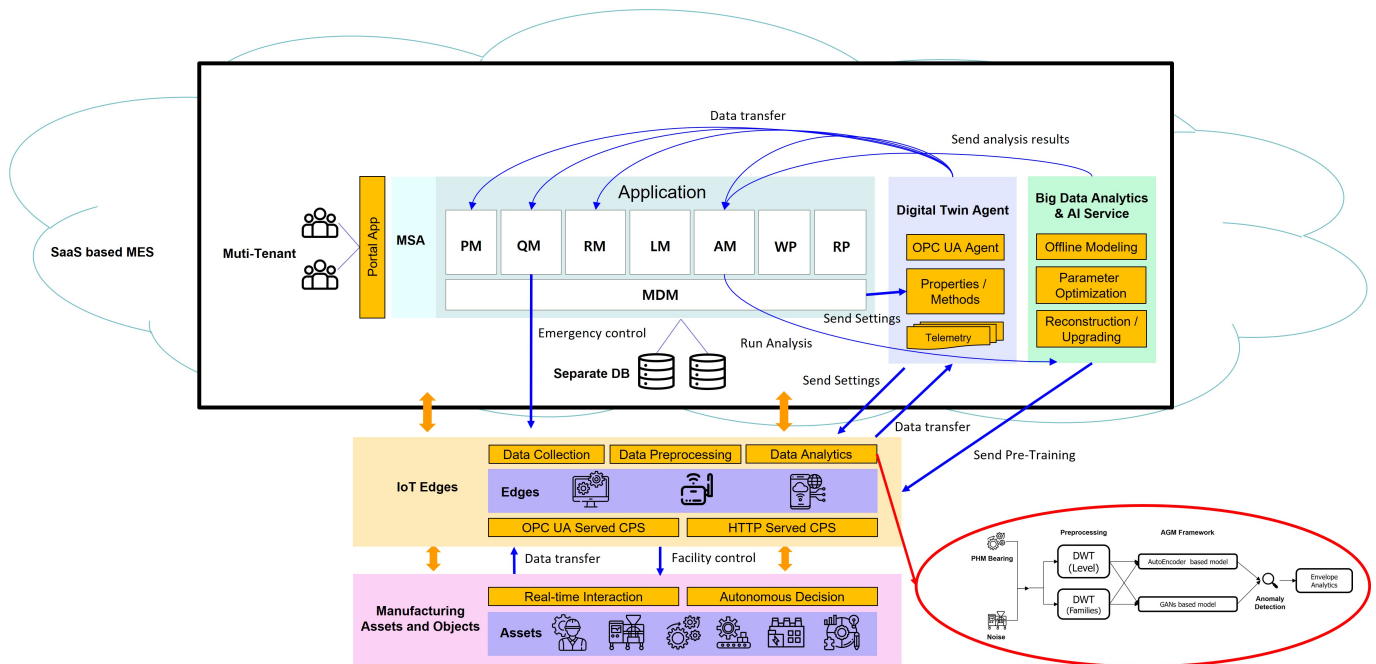 Data transfer
Send analysis results
SaaS based MES
Muti-Tenant
Portal App
MSA
Application
PM
QM
RM
LM
AM
WP
RP
MDM
Digital Twin Agent
OPC UA Agent
Properties /
Methods
Telemetry
Big Data Analytics
& AI Service
Offline Modeling
Parameter
Optimization
Reconstruction /
Upgrading
Emergency control
Send Settings
Run Analysis
Separate DB
Send Settings
Data transfer
Send Pre-Training
IoT Edges
Data Collection
Data Preprocessing
Data Analytics
Edges
OPC UA Served CPS
HTTP Served CPS
Data transfer
Facility control
Manufacturing
Assets and Objects
Real-time Interaction
Autonomous Decision
Assets
Preprocessing
AGM Framework
PHM Bearing
DWT
(Level)
AutoEncoder based model
Envelope
Analytics
DWT
(Families)
GANs based model
Anomaly
Detection
Noise